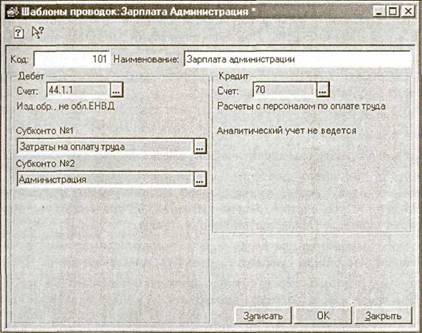 Шаблоны проводок:Зарплата Администрация *
Код: 101 Наименование: Зарплата администрации
Дебет
Счет: 44.1.1 ...
Изд.обр., не обл.ЕНВД
Субконто №1
Затраты на оплату труда ...
Субконто №2
Администрация ...
Кредит
Счет: 70 ...
Расчеты с персоналом по оплате труда
Аналитический учет не ведется
Записать OK Закрыть